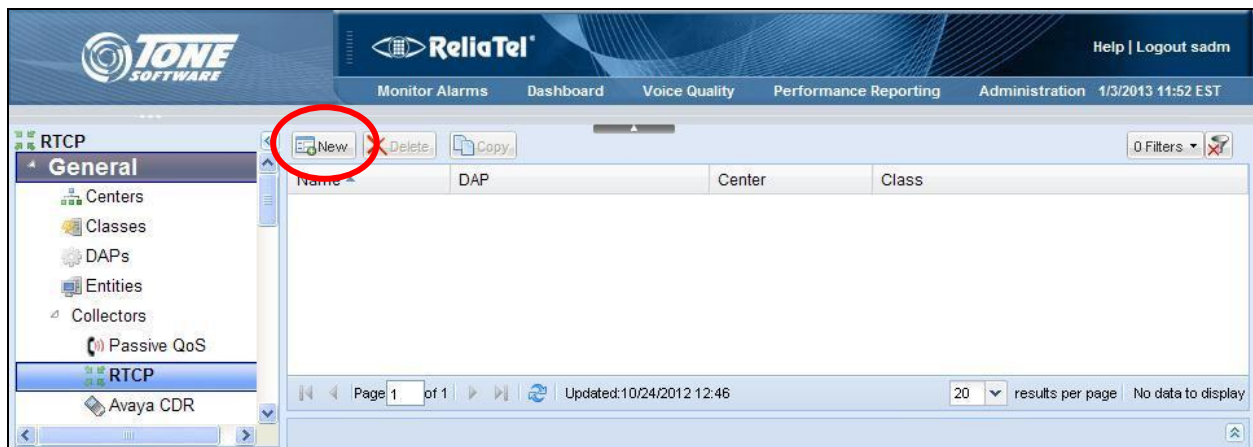 TONE
SOFTWARE
ReliaTel
Help | Logout sadm
Monitor Alarms Dashboard Voice Quality Performance Reporting Administration 1/3/2013 11:52 EST
RTCP
General
Centers
Classes
DAPs
Entities
Collectors
Passive QoS
RTCP
Avaya CDR
New Delete Copy 0 Filters
Name DAP Center Class
Page 1 of 1 Updated:10/24/2012 12:46 20 results per page No data to display